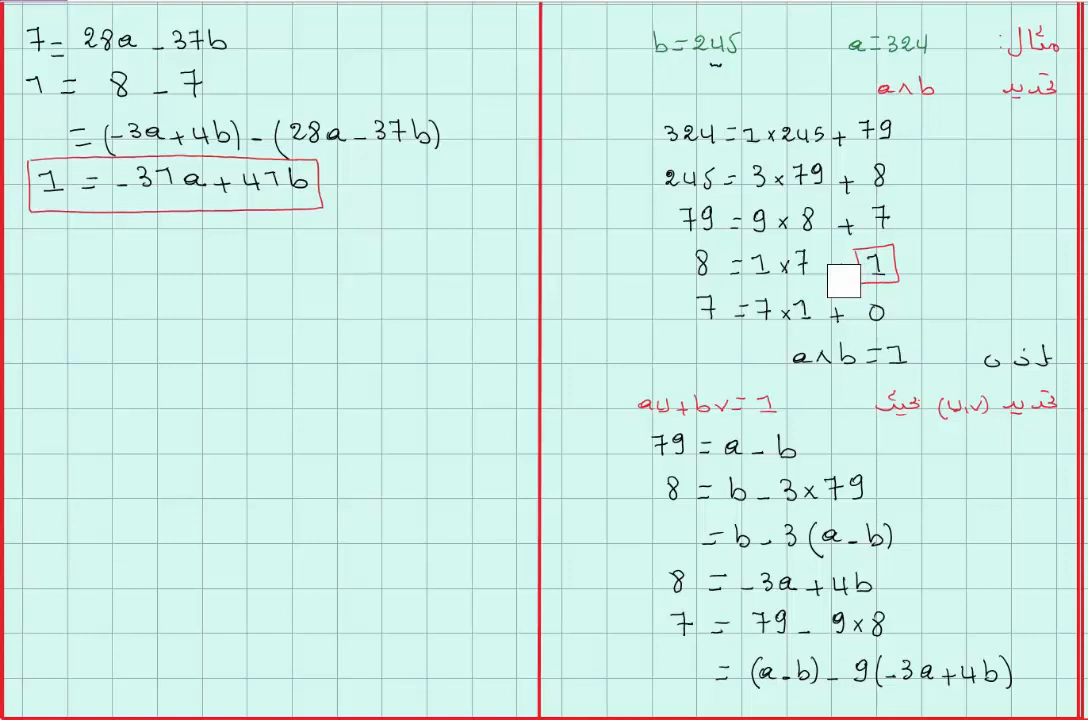 مثال: a=324 b=245
تحديد a∧b
324=1×245+79
245=3×79+8
79=9×8+7
8=1×7 1
7=7×1+0
إذن a∧b=1
تحديد (u,v) حيث au+bv=1
79=a-b
8=b-3×79
=b-3(a-b)
8=-3a+4b
7=79-9×8
=(a-b)-9(-3a+4b)
7=28a-37b
1=8-7
=(-3a+4b)-(28a-37b)
1=-31a+41b